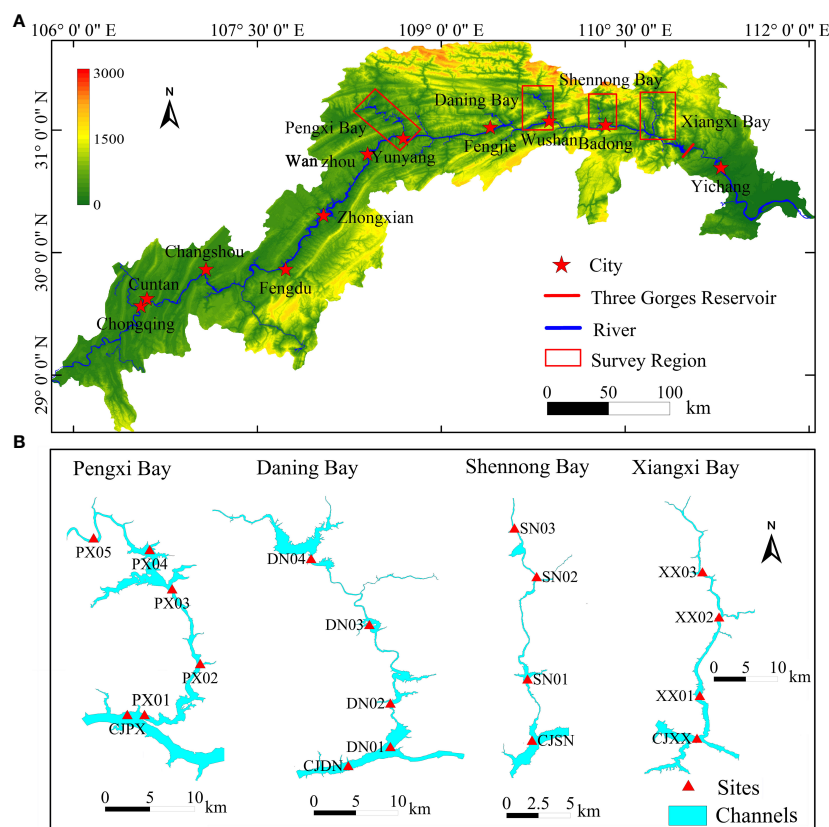 A
106° 0' 0" E
107° 30' 0" E
109° 0' 0" E
110° 30' 0" E
112° 0' 0" E
31° 0' 0" N
30° 0' 0" N
29° 0' 0" N
3000
1500
0
N
Shennong Bay
Daning Bay
Pengxi Bay
Xiangxi Bay
Wan zhou
Yunyang
Fengjie
Wushan
Badong
Yichang
Zhongxian
Changshou
Cuntan
Chongqing
Fengdu
City
Three Gorges Reservoir
River
Survey Region
0 50 100
km
B
Pengxi Bay
Daning Bay
Shennong Bay
Xiangxi Bay
N
PX05
PX04
PX03
PX02
PX01
CJPX
0 5 10 km
DN04
DN03
DN02
DN01
CJDN
0 5 10 km
SN03
SN02
SN01
CJSN
0 2.5 5 km
XX03
XX02
XX01
CJXX
0 5 10 km
Sites
Channels